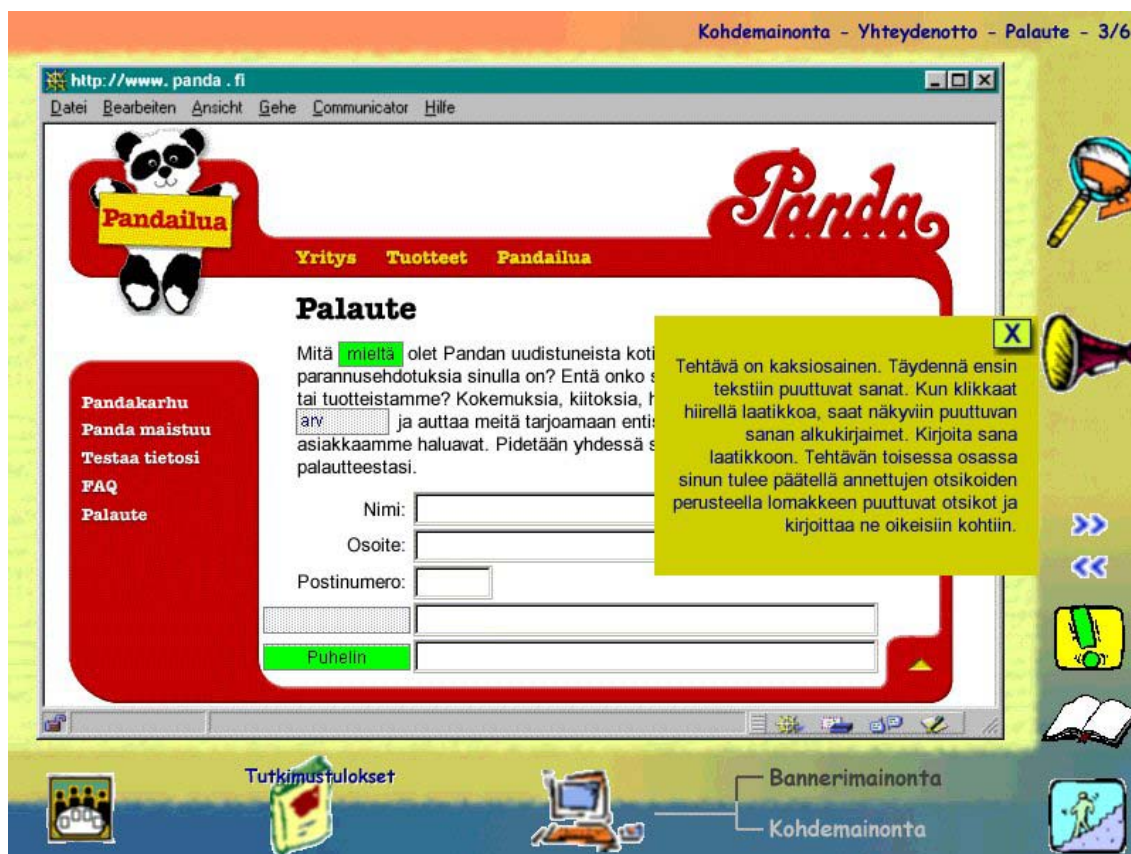 Kohdemainonta - Yhteydenotto - Palaute - 3/6
http://www. panda . fi
Datei Bearbeiten Ansicht Gehe Communicator Hilfe
Pandailua
Panda
Yritys Tuotteet Pandailua
Palaute
Mitä mieltä olet Pandan uudistuneista koti
parannusehdotuksia sinulla on? Entä onko s
tai tuotteistamme? Kokemuksia, kiitoksia, h
arv ja auttaa meitä tarjoamaan entis
asiakkaamme haluavat. Pidetään yhdessä s
palautteestasi.
Pandakarhu
Panda maistuu
Testaa tietosi
FAQ
Palaute
Nimi:
Osoite:
Postinumero:
Puhelin
X
Tehtävä on kaksiosainen. Täydennä ensin
tekstiin puuttuvat sanat. Kun klikkaat
hiirellä laatikkoa, saat näkyviin puuttuvan
sanan alkukirjaimet. Kirjoita sana
laatikkoon. Tehtävän toisessa osassa
sinun tulee päätellä annettujen otsikoiden
perusteella lomakkeen puuttuvat otsikot ja
kirjoittaa ne oikeisiin kohtiin.
Tutkimustulokset
Bannerimainonta
Kohdemainonta